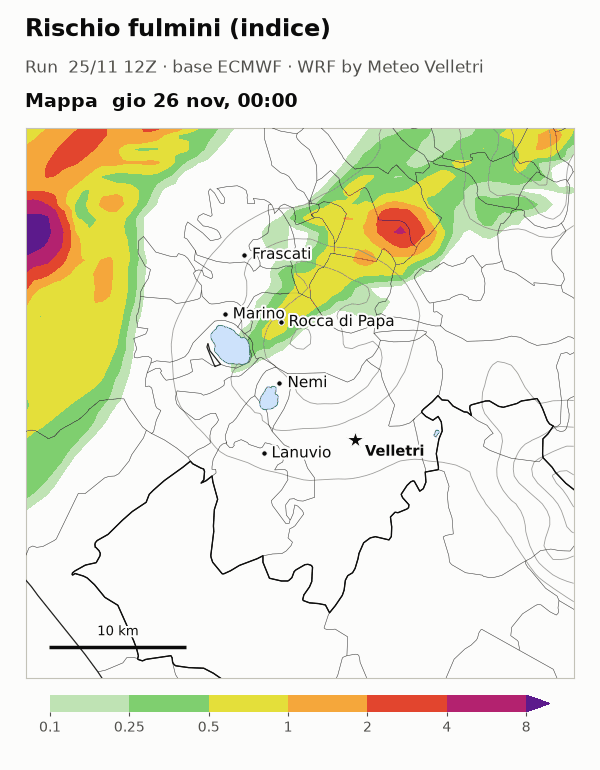 Rischio fulmini (indice)
Run  25/11 12Z · base ECMWF · WRF by Meteo Velletri
Mappa  gio 26 nov, 00:00
Frascati
Marino
Rocca di Papa
Nemi
Velletri
Lanuvio
10 km
0.1 0.25 0.5 1 2 4 8